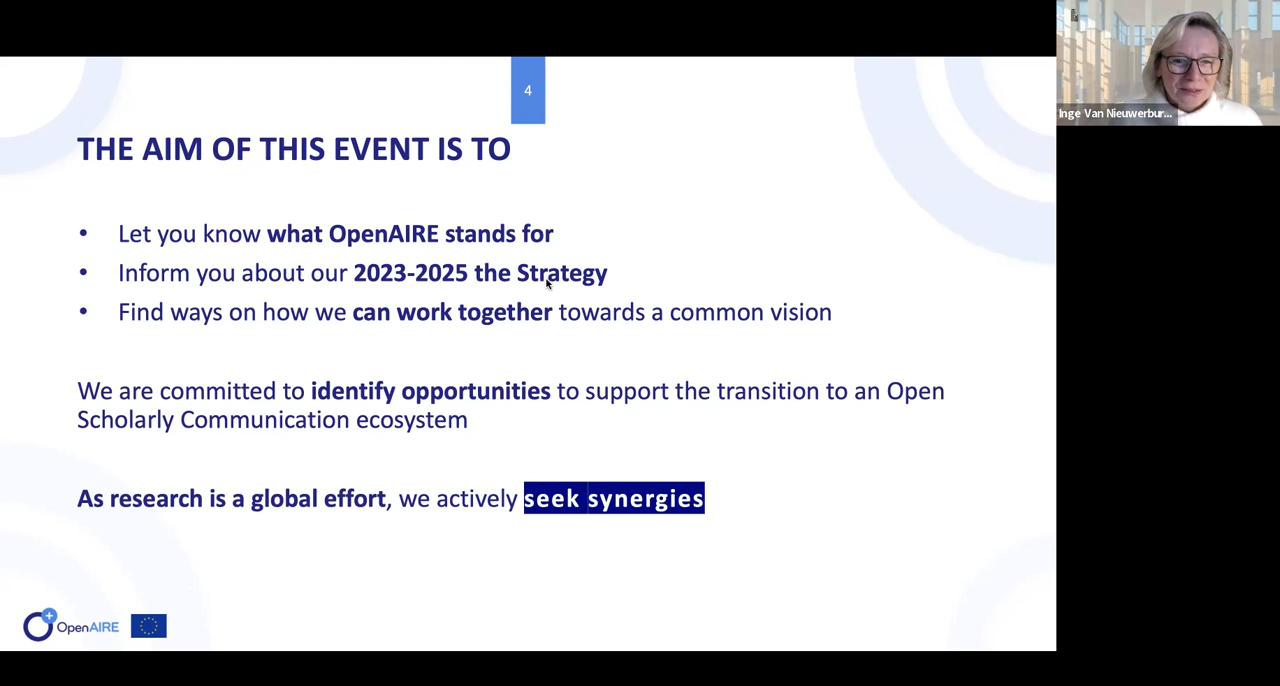 4
THE AIM OF THIS EVENT IS TO
• Let you know what OpenAIRE stands for
• Inform you about our 2023-2025 the Strategy
• Find ways on how we can work together towards a common vision
We are committed to identify opportunities to support the transition to an Open
Scholarly Communication ecosystem
As research is a global effort, we actively seek synergies
OpenAIRE
Inge Van Nieuwerbur...